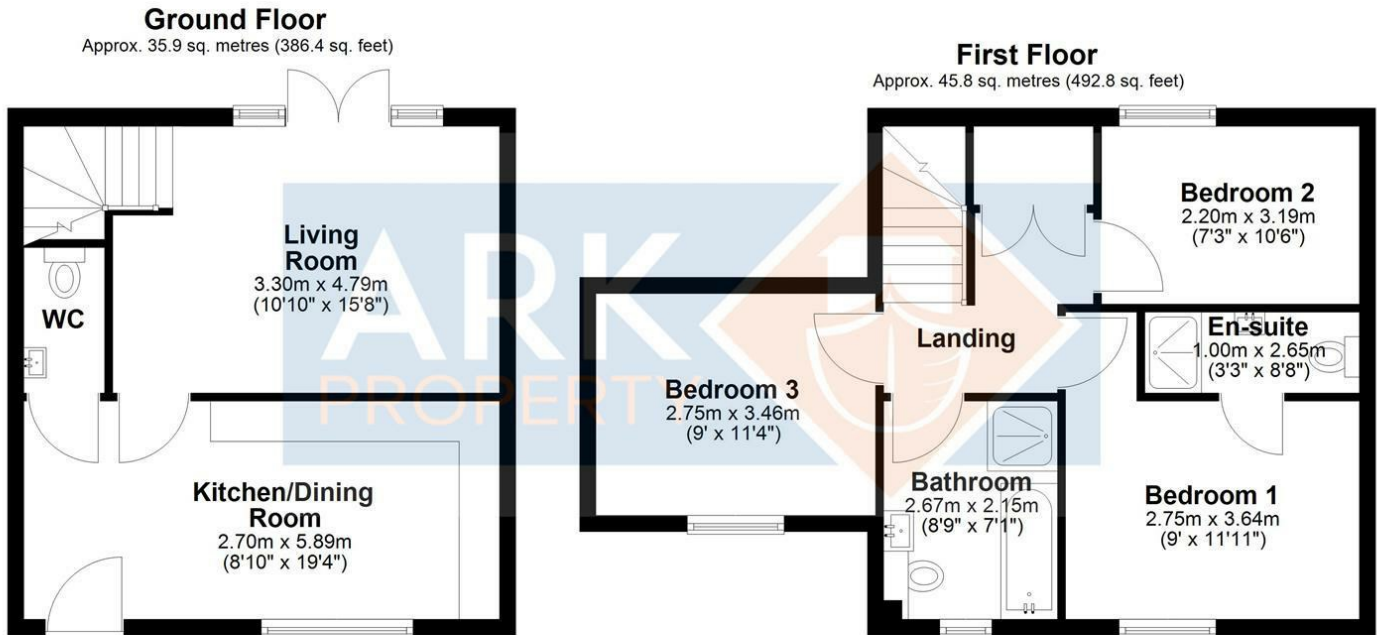 Ground Floor
Approx. 35.9 sq. metres (386.4 sq. feet)
Living
Room
3.30m x 4.79m
(10'10" x 15'8")
WC
Kitchen/Dining
Room
2.70m x 5.89m
(8'10" x 19'4")
First Floor
Approx. 45.8 sq. metres (492.8 sq. feet)
Bedroom 2
2.20m x 3.19m
(7'3" x 10'6")
En-suite
1.00m x 2.65m
(3'3" x 8'8")
Landing
Bedroom 3
2.75m x 3.46m
(9' x 11'4")
Bathroom
2.67m x 2.15m
(8'9" x 7'1")
Bedroom 1
2.75m x 3.64m
(9' x 11'11")
ARK
PROPERTY